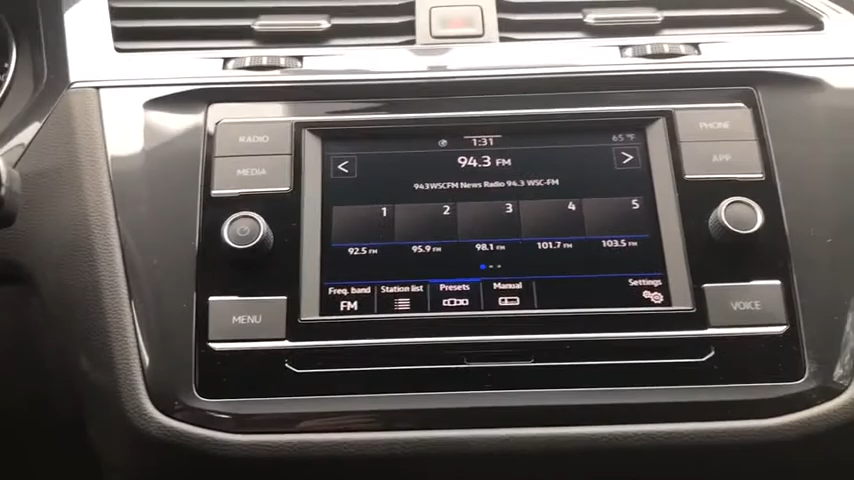 RADIO
MEDIA
MENU
1:31
65 °F
94.3 FM
943WSCFM News Radio 94.3 WSC-FM
1 2 3 4 5
92.5 FM 95.9 FM 98.1 FM 101.7 FM 103.5 FM
Freq. band Station list Presets Manual Settings
FM
PHONE
APP
VOICE